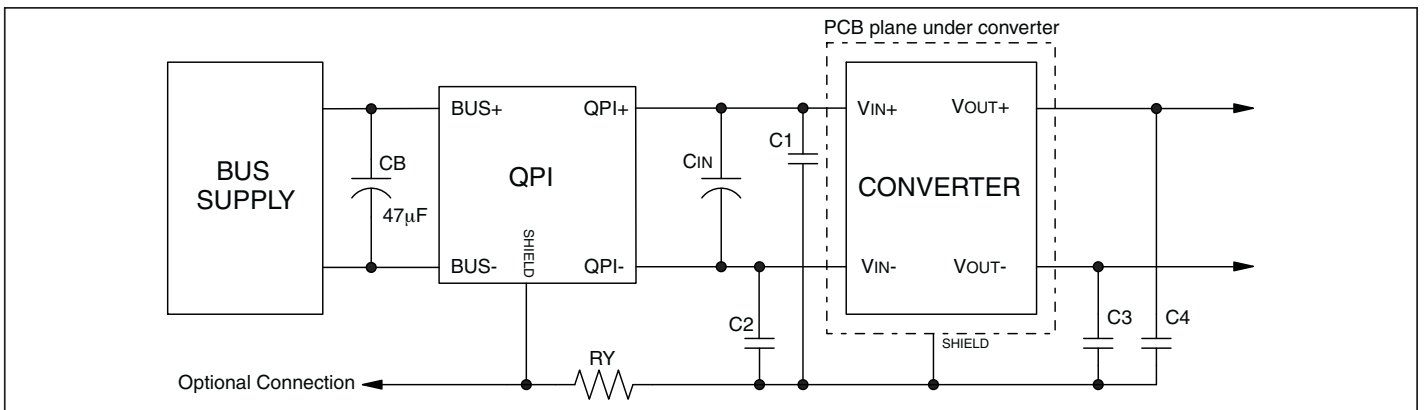 PCB plane under converter
BUS
SUPPLY
CB
47µF
BUS+
QPI+
QPI
SHIELD
BUS-
QPI-
CIN
C1
C2
VIN+
VOUT+
CONVERTER
VIN-
VOUT-
SHIELD
C3
C4
RY
Optional Connection